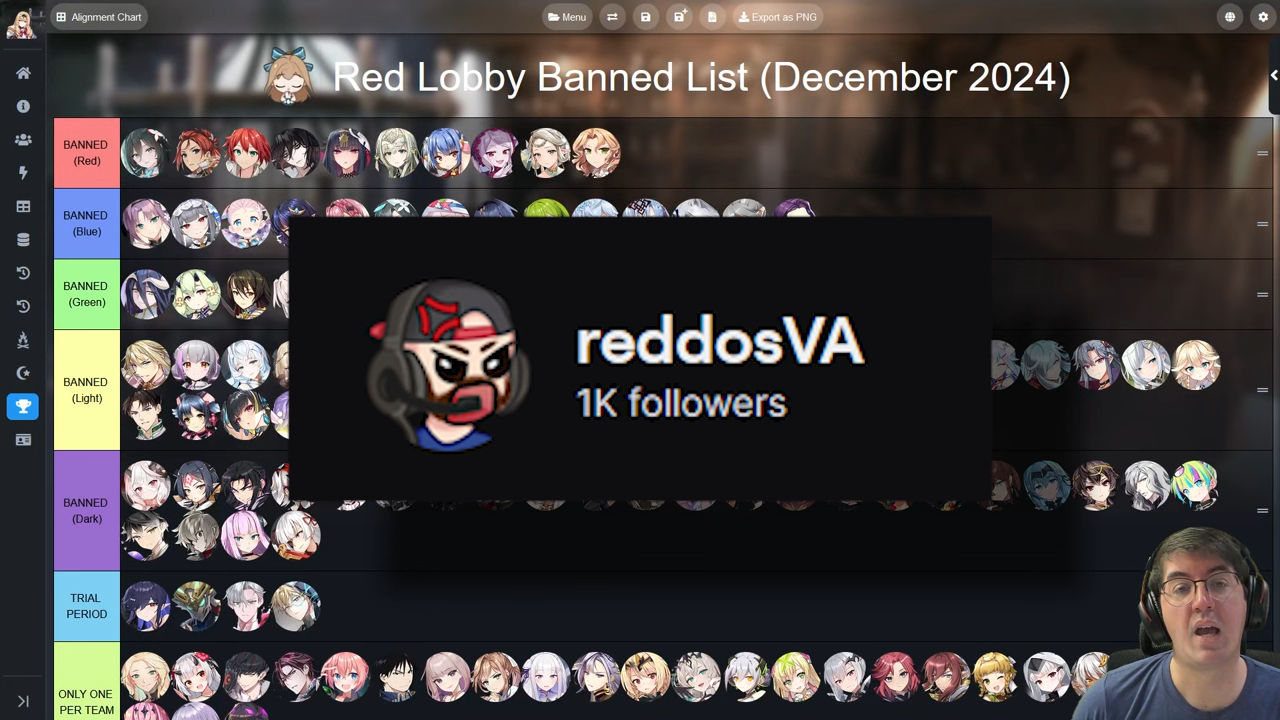 Alignment Chart
Menu
Export as PNG
Red Lobby Banned List (December 2024)
BANNED
(Red)
BANNED
(Blue)
BANNED
(Green)
BANNED
(Light)
BANNED
(Dark)
TRIAL
PERIOD
ONLY ONE
PER TEAM
reddosVA
1K followers